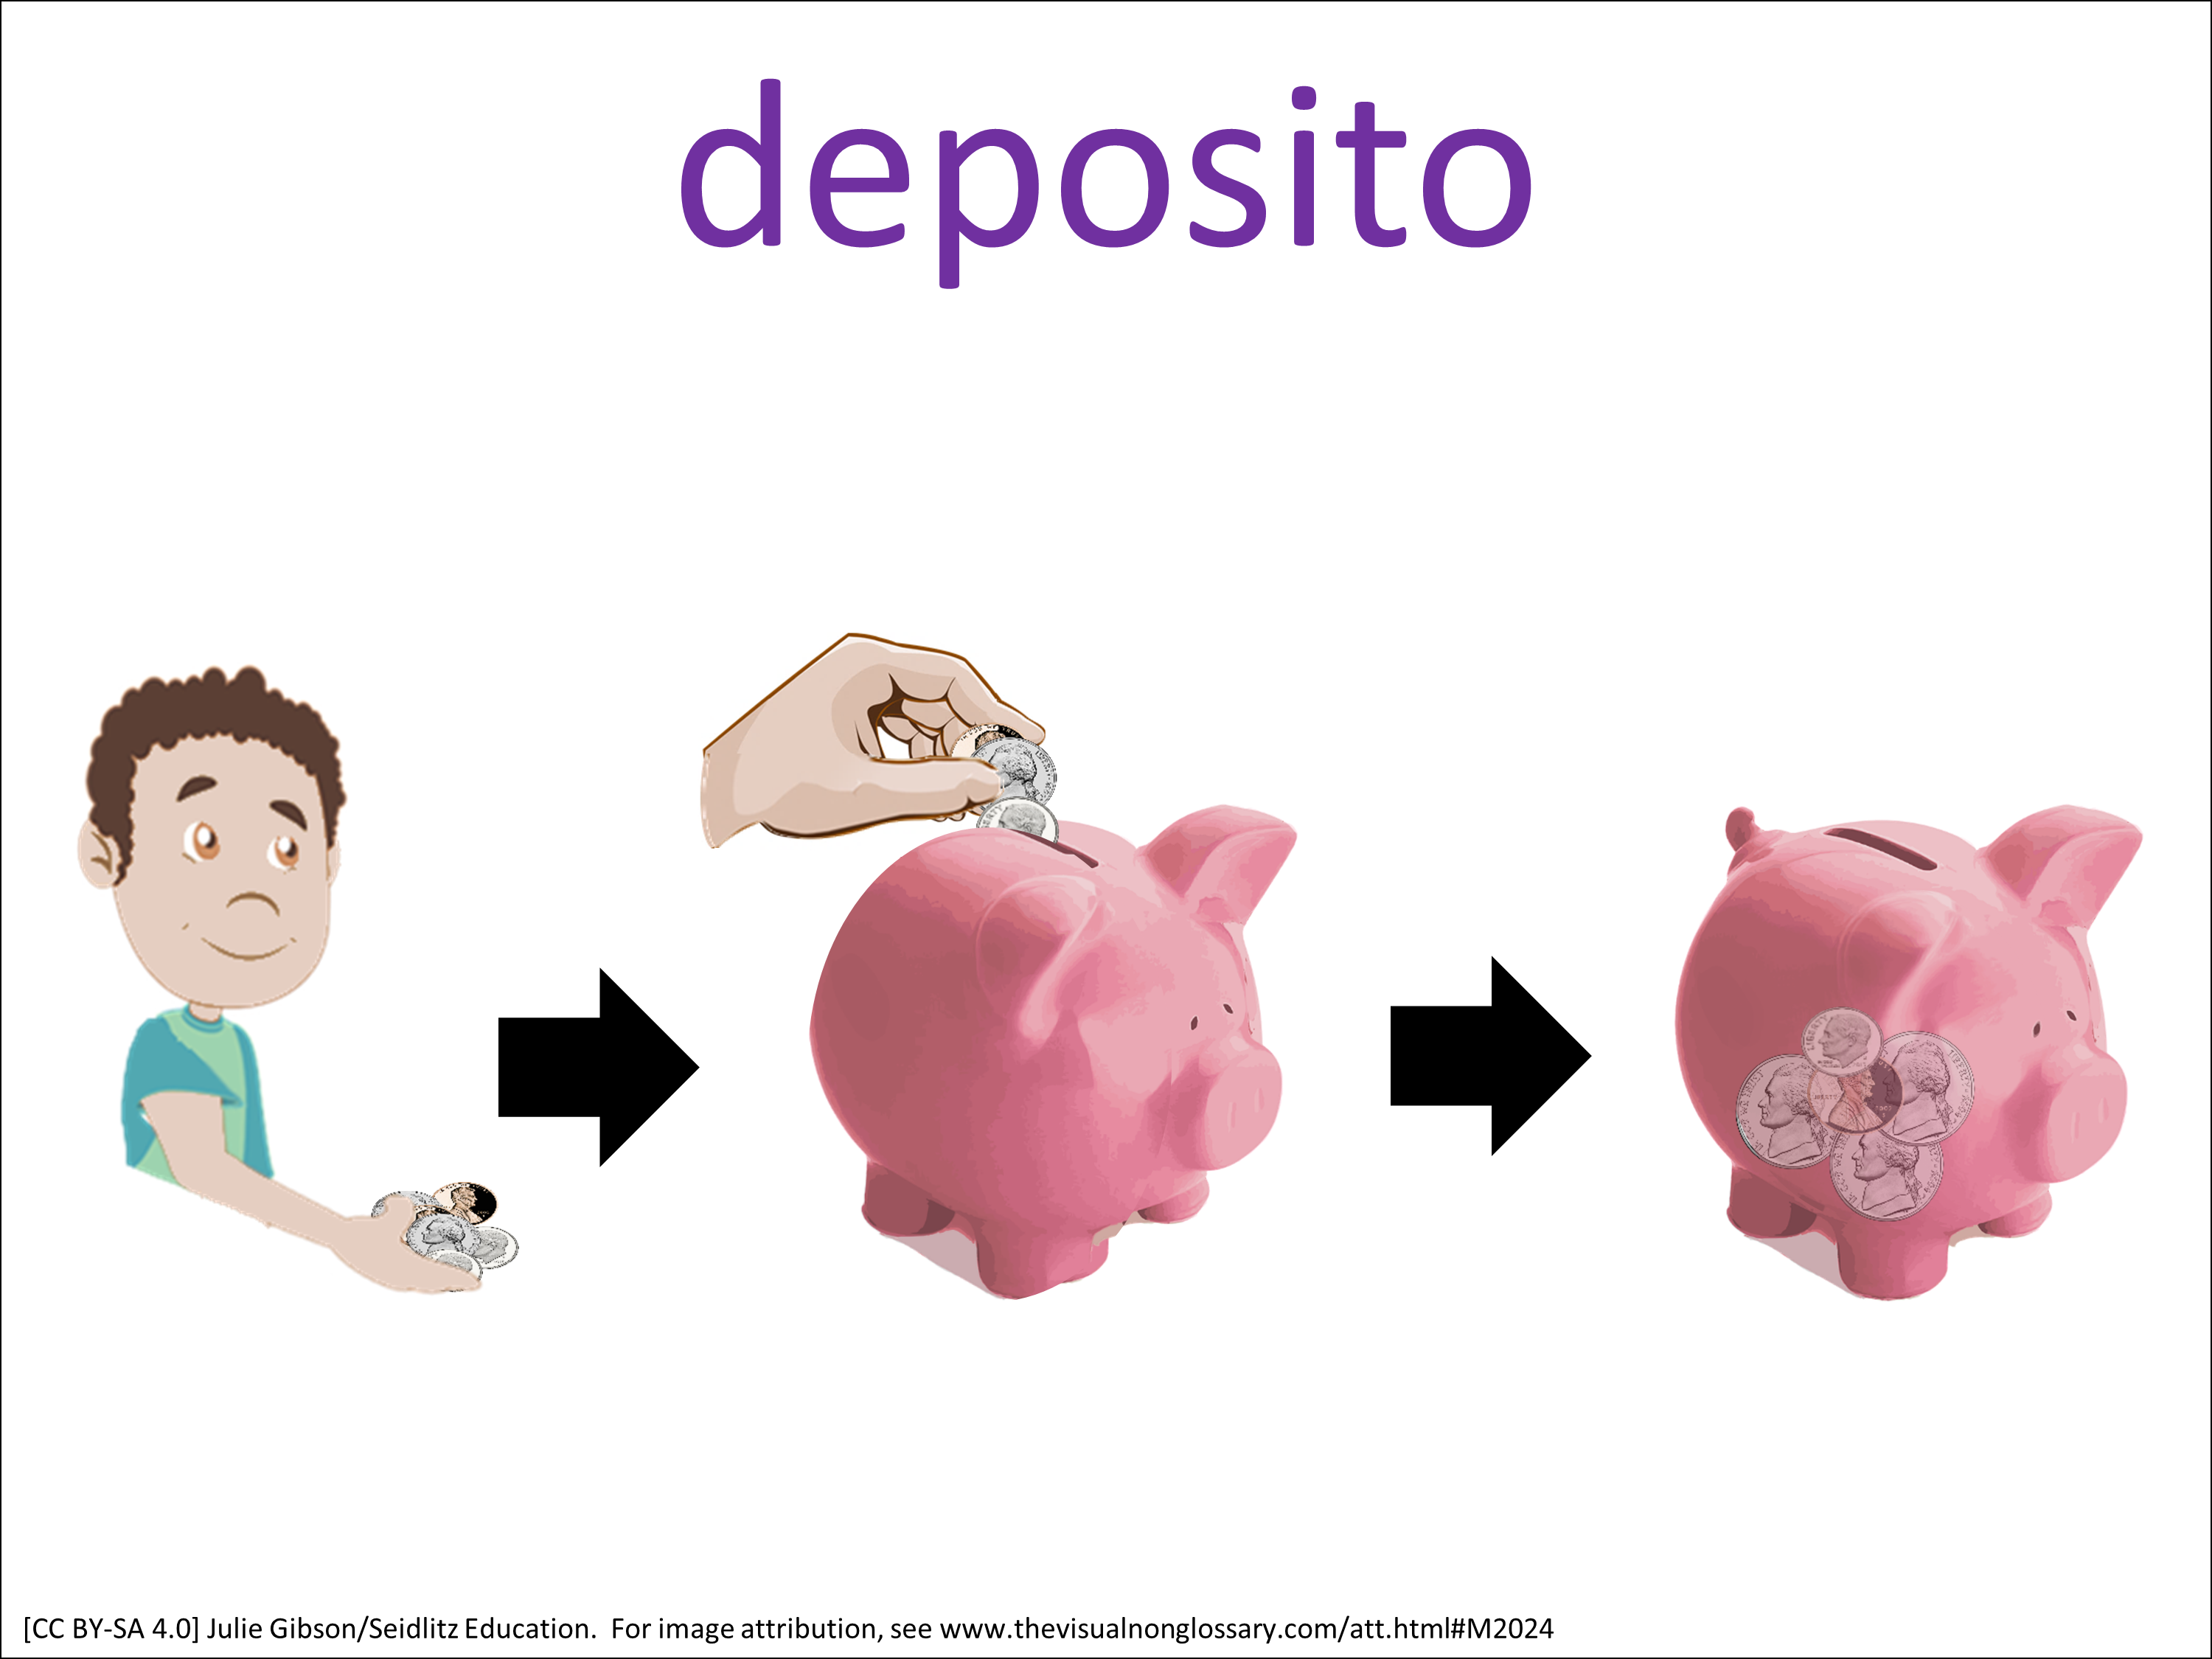 deposito
[CC BY-SA 4.0] Julie Gibson/Seidlitz Education.  For image attribution, see www.thevisualnonglossary.com/att.html#M2024